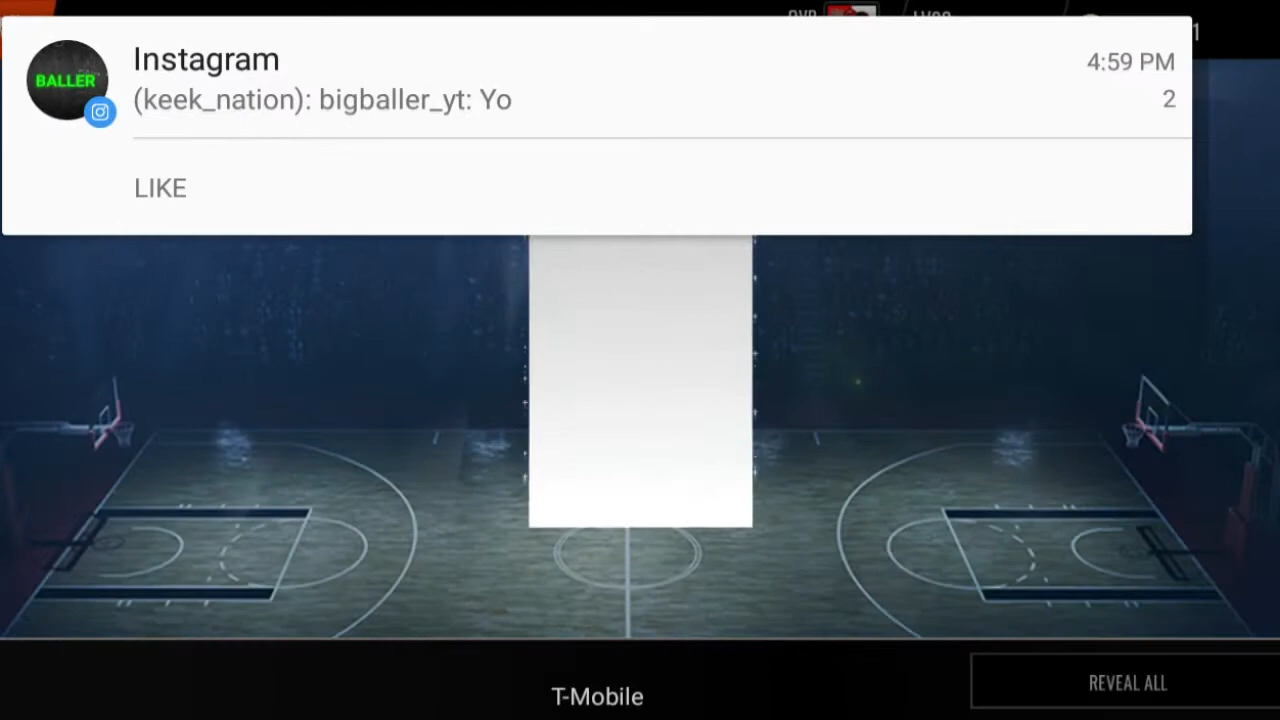 BALLER
Instagram
4:59 PM
(keek_nation): bigballer_yt: Yo
2
LIKE
T-Mobile
REVEAL ALL